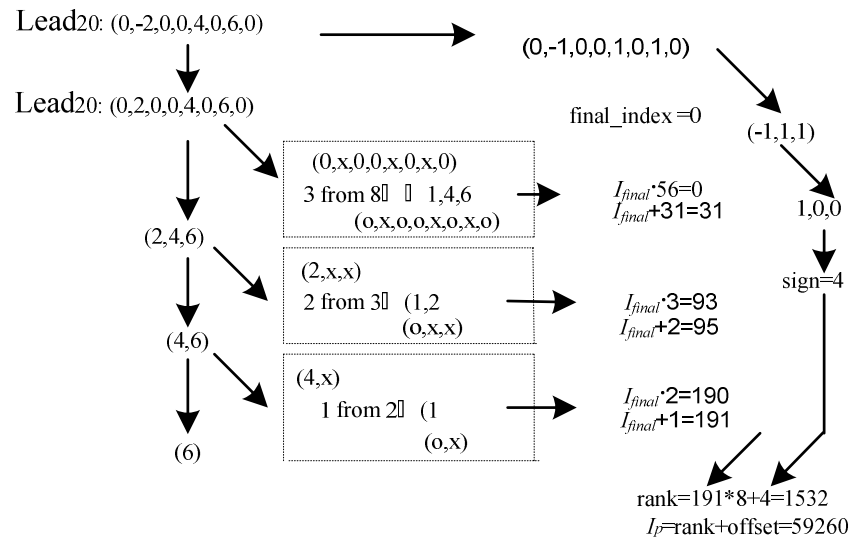 Lead20: (0,-2,0,0,4,0,6,0)
(0,-1,0,0,1,0,1,0)
Lead20: (0,2,0,0,4,0,6,0)
final_index =0
(-1,1,1)
(0,x,0,0,x,0,x,0)
3 from 8▯ ▯ 1,4,6
(o,x,o,o,x,o,x,o)
Ifinal·56=0
Ifinal+31=31
1,0,0
(2,4,6)
(2,x,x)
2 from 3▯ (1,2
(o,x,x)
Ifinal·3=93
Ifinal+2=95
sign=4
(4,6)
(4,x)
1 from 2▯ (1
(o,x)
Ifinal·2=190
Ifinal+1=191
(6)
rank=191*8+4=1532
Ip=rank+offset=59260